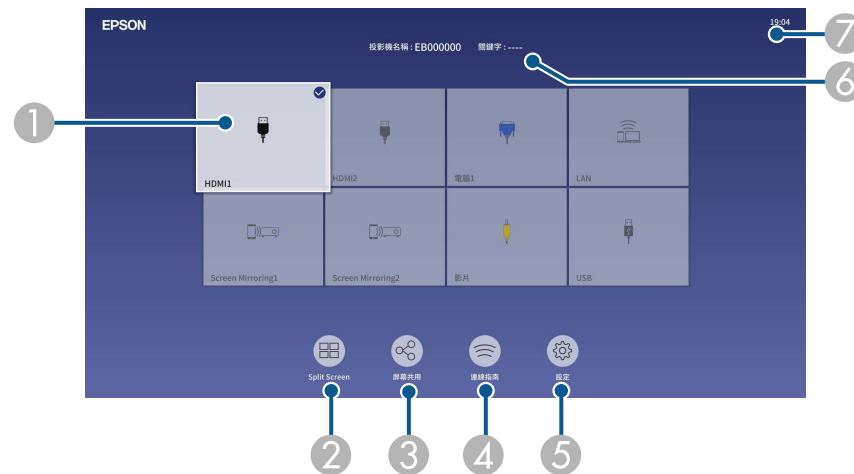 EPSON
19:04
7
投影機名稱 : EB000000 關鍵字 : ----
6
1
HDMI1
HDMI2
電腦1
LAN
Screen Mirroring1
Screen Mirroring2
影片
USB
Split Screen
屏幕共用
連線指南
設定
2
3
4
5